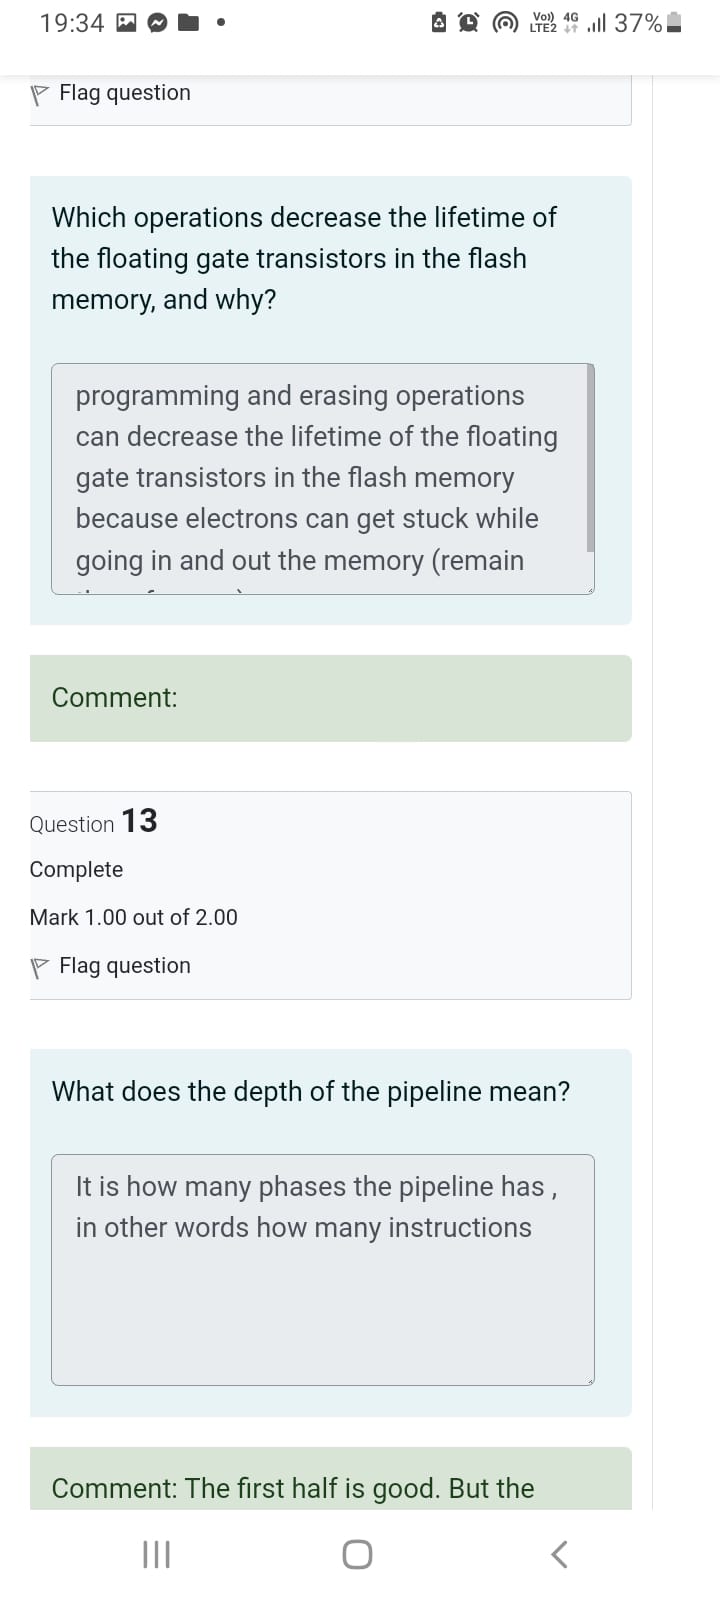 19:34
Vo)) 4G
LTE2
37%
Flag question
Which operations decrease the lifetime of
the floating gate transistors in the flash
memory, and why?
programming and erasing operations
can decrease the lifetime of the floating
gate transistors in the flash memory
because electrons can get stuck while
going in and out the memory (remain
Comment:
Question 13
Complete
Mark 1.00 out of 2.00
Flag question
What does the depth of the pipeline mean?
It is how many phases the pipeline has ,
in other words how many instructions
Comment: The first half is good. But the